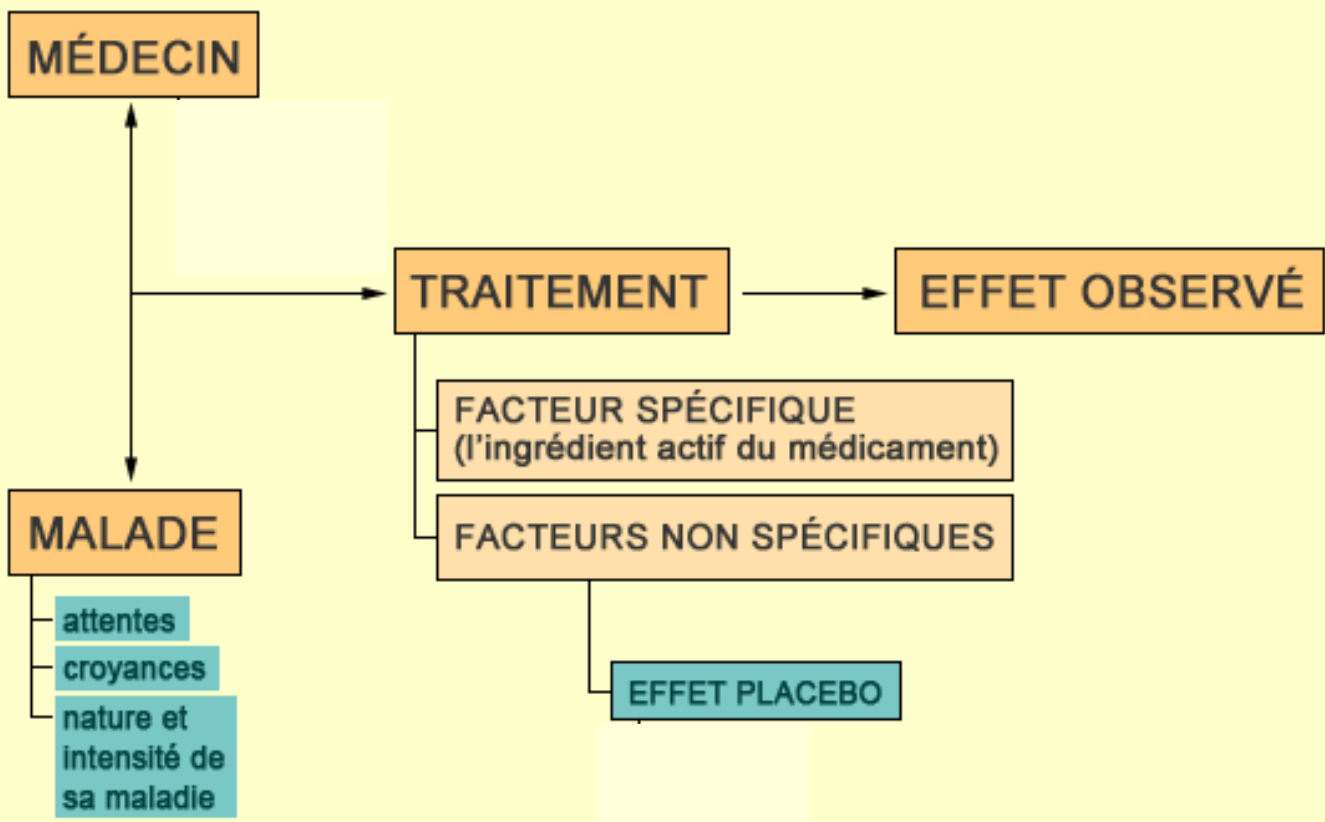 MÉDECIN
TRAITEMENT
EFFET OBSERVÉ
FACTEUR SPÉCIFIQUE
(l'ingrédient actif du médicament)
FACTEURS NON SPÉCIFIQUES
EFFET PLACEBO
MALADE
attentes
croyances
nature et
intensité de
sa maladie